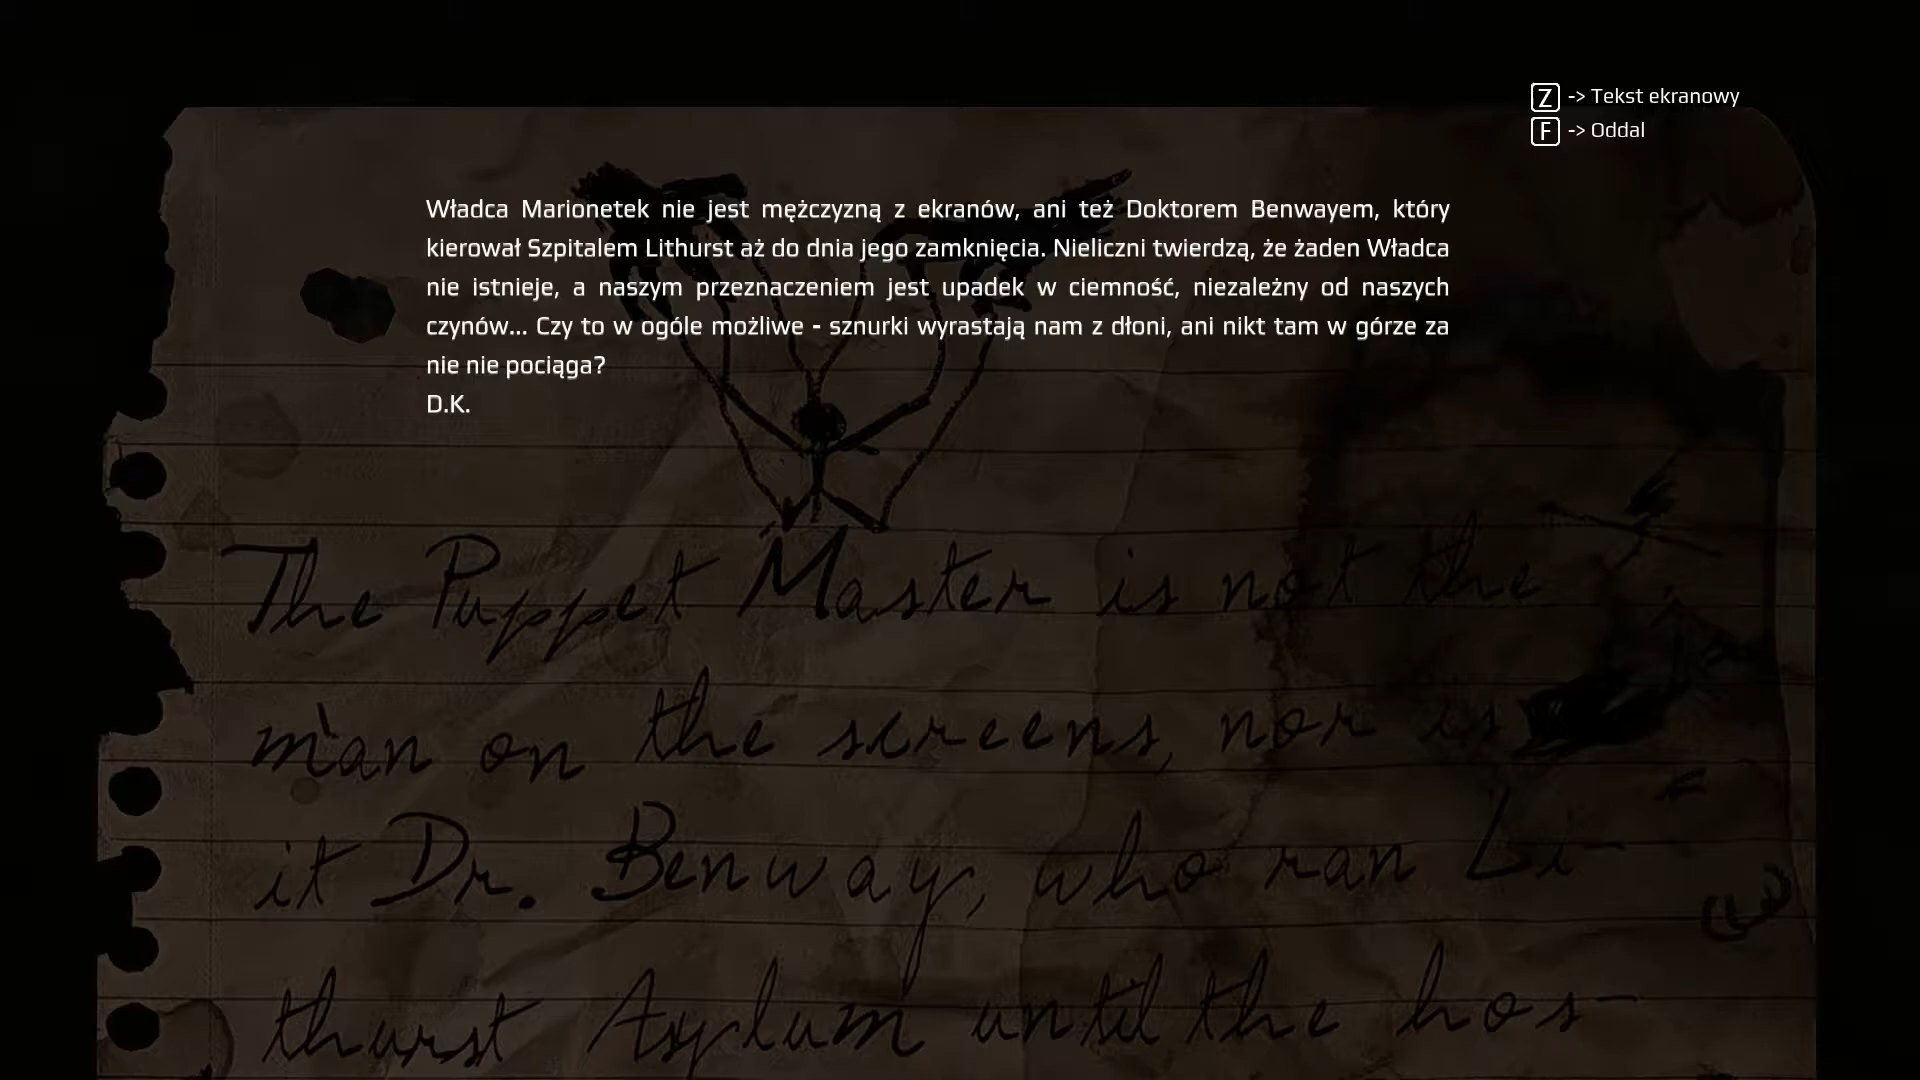 Z -> Tekst ekranowy
F -> Oddal
Władca Marionetek nie jest mężczyzną z ekranów, ani też Doktorem Benwayem, który
kierował Szpitalem Lithurst aż do dnia jego zamknięcia. Nieliczni twierdzą, że żaden Władca
nie istnieje, a naszym przeznaczeniem jest upadek w ciemność, niezależny od naszych
czynów... Czy to w ogóle możliwe - sznurki wyrastają nam z dłoni, ani nikt tam w górze za
nie nie pociąga?
D.K.
The Puppet Master is not the
man on the screens, nor is
it Dr. Benway, who ran Li-
thurst Asylum until the hos-